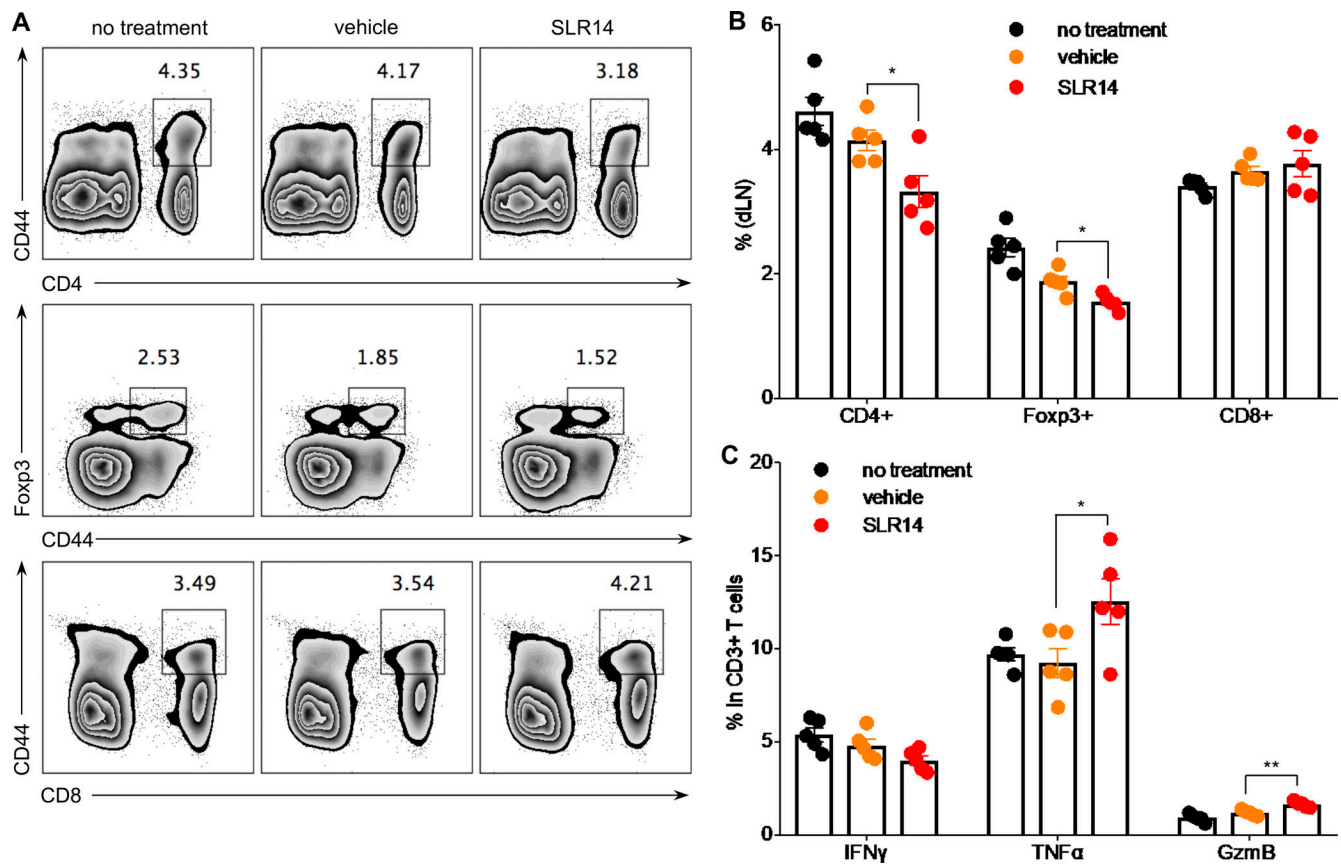 A
no treatment
vehicle
SLR14
4.35
4.17
3.18
CD44
CD4
2.53
1.85
1.52
Foxp3
CD44
3.49
3.54
4.21
CD44
CD8
B
no treatment
vehicle
SLR14
*
*
% (dLN)
6
4
2
0
CD4+
Foxp3+
CD8+
C
no treatment
vehicle
SLR14
*
**
% In CD3+ T cells
20
15
10
5
0
IFNγ
TNFα
GzmB